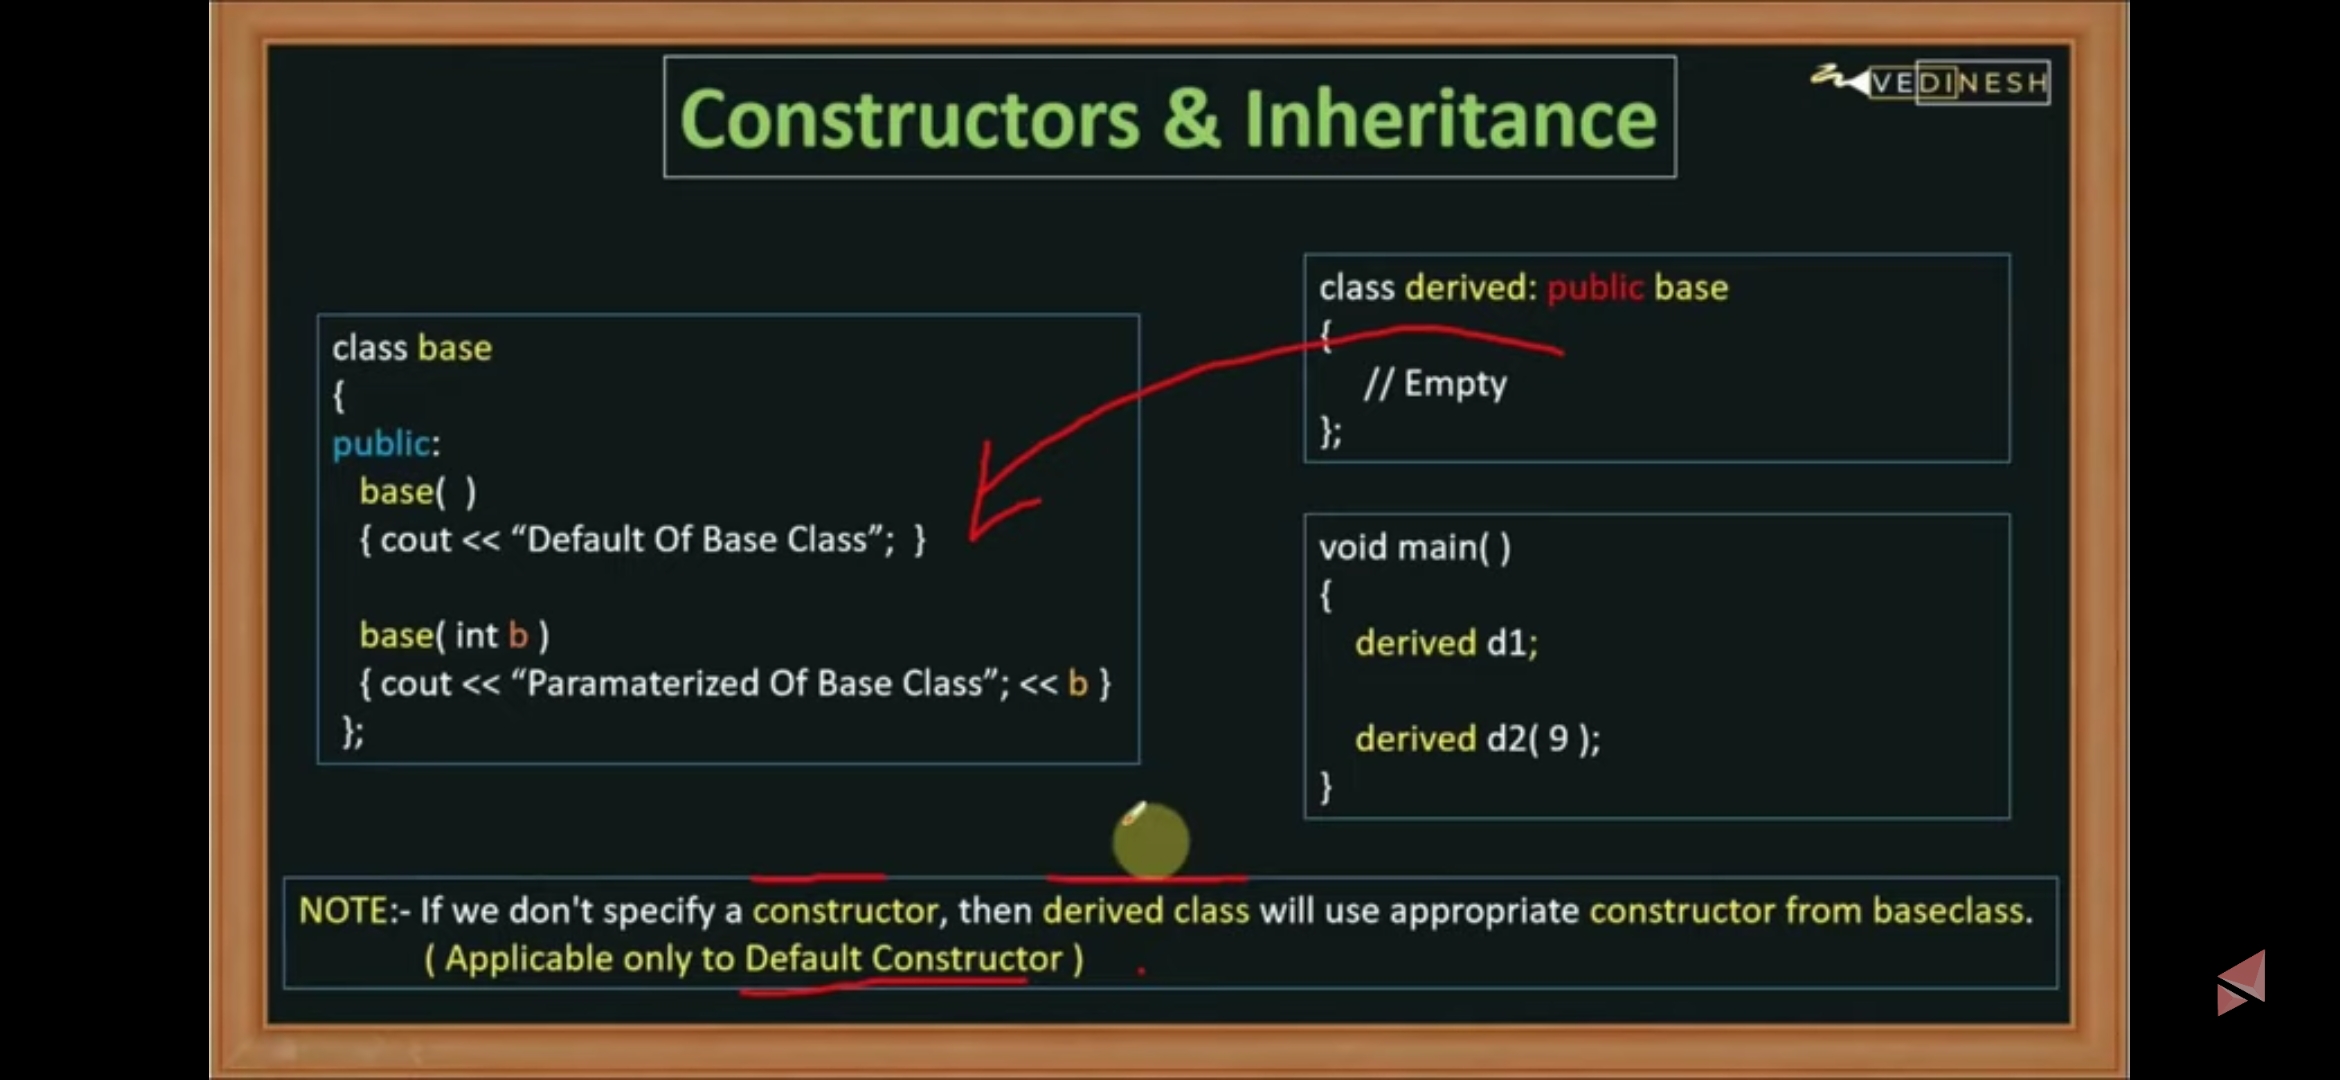 Constructors & Inheritance
VEDINESH
class base
{
public:
base( )
{ cout << “Default Of Base Class”; }
base( int b )
{ cout << “Paramaterized Of Base Class”; << b }
};
class derived: public base
{
// Empty
};
void main( )
{
derived d1;
derived d2( 9 );
}
NOTE:- If we don't specify a constructor, then derived class will use appropriate constructor from baseclass.
( Applicable only to Default Constructor )